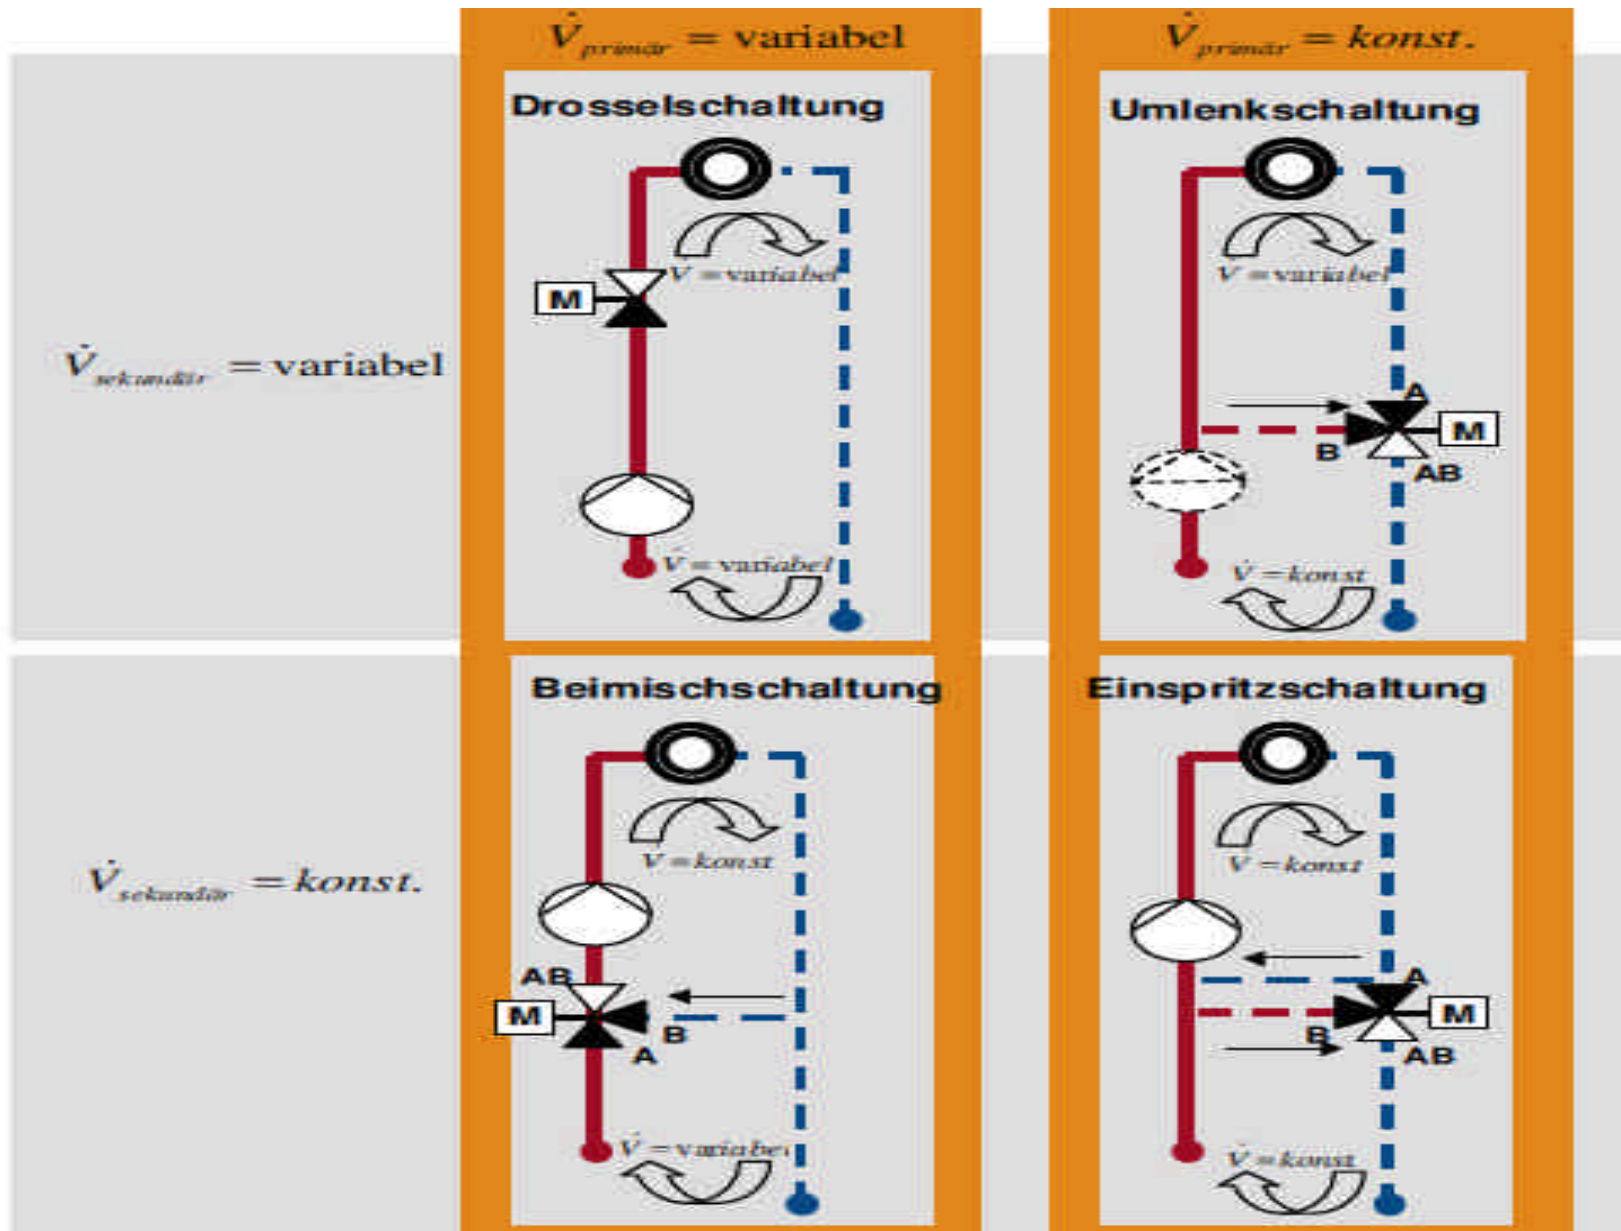 V̇primär = variabel
V̇primär = konst.
Drosselschaltung
Umlenkschaltung
V̇ = variabel
V̇ = variabel
M
V̇sekundär = variabel
A
M
B
AB
V̇ = variabel
V̇ = konst
Beimischschaltung
Einspritzschaltung
V̇ = konst
V̇ = konst
V̇sekundär = konst.
AB
A
M
B
A
M
B
AB
V̇ = variabel
V̇ = konst